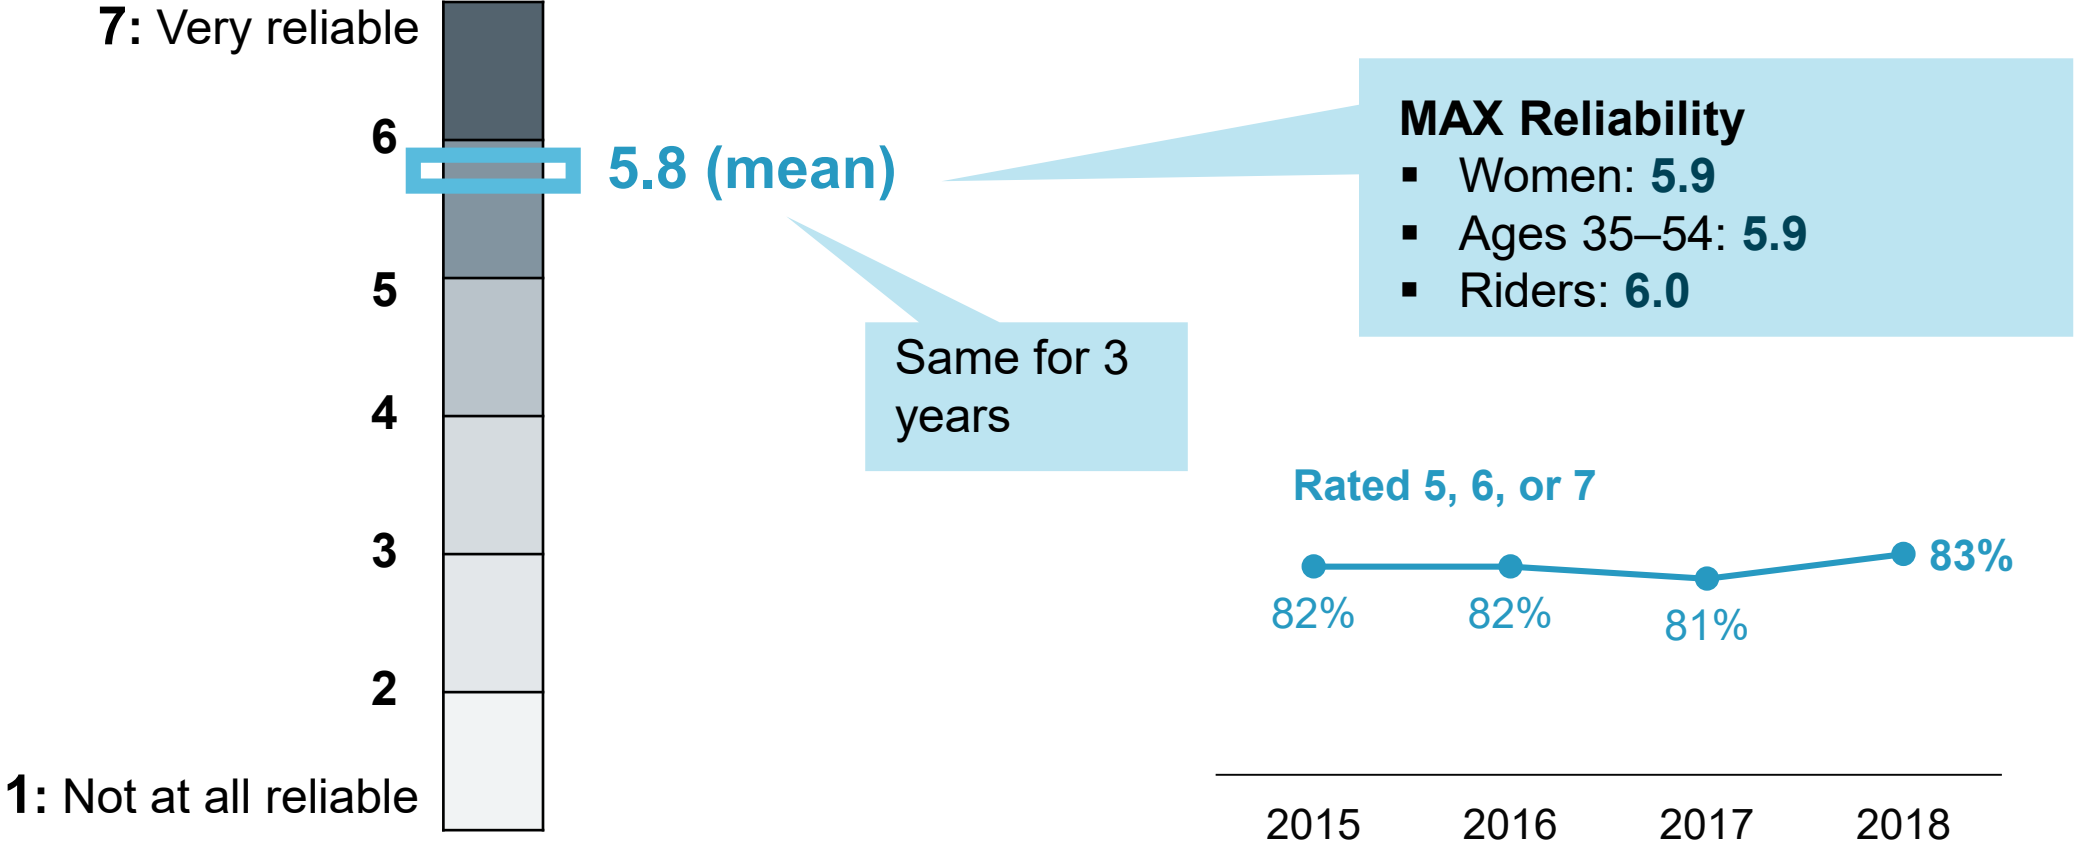 7: Very reliable
6
5
4
3
2
1: Not at all reliable
5.8 (mean)
Same for 3
years
MAX Reliability
▪ Women: 5.9
▪ Ages 35–54: 5.9
▪ Riders: 6.0
Rated 5, 6, or 7
82% 82% 81% 83%
2015 2016 2017 2018